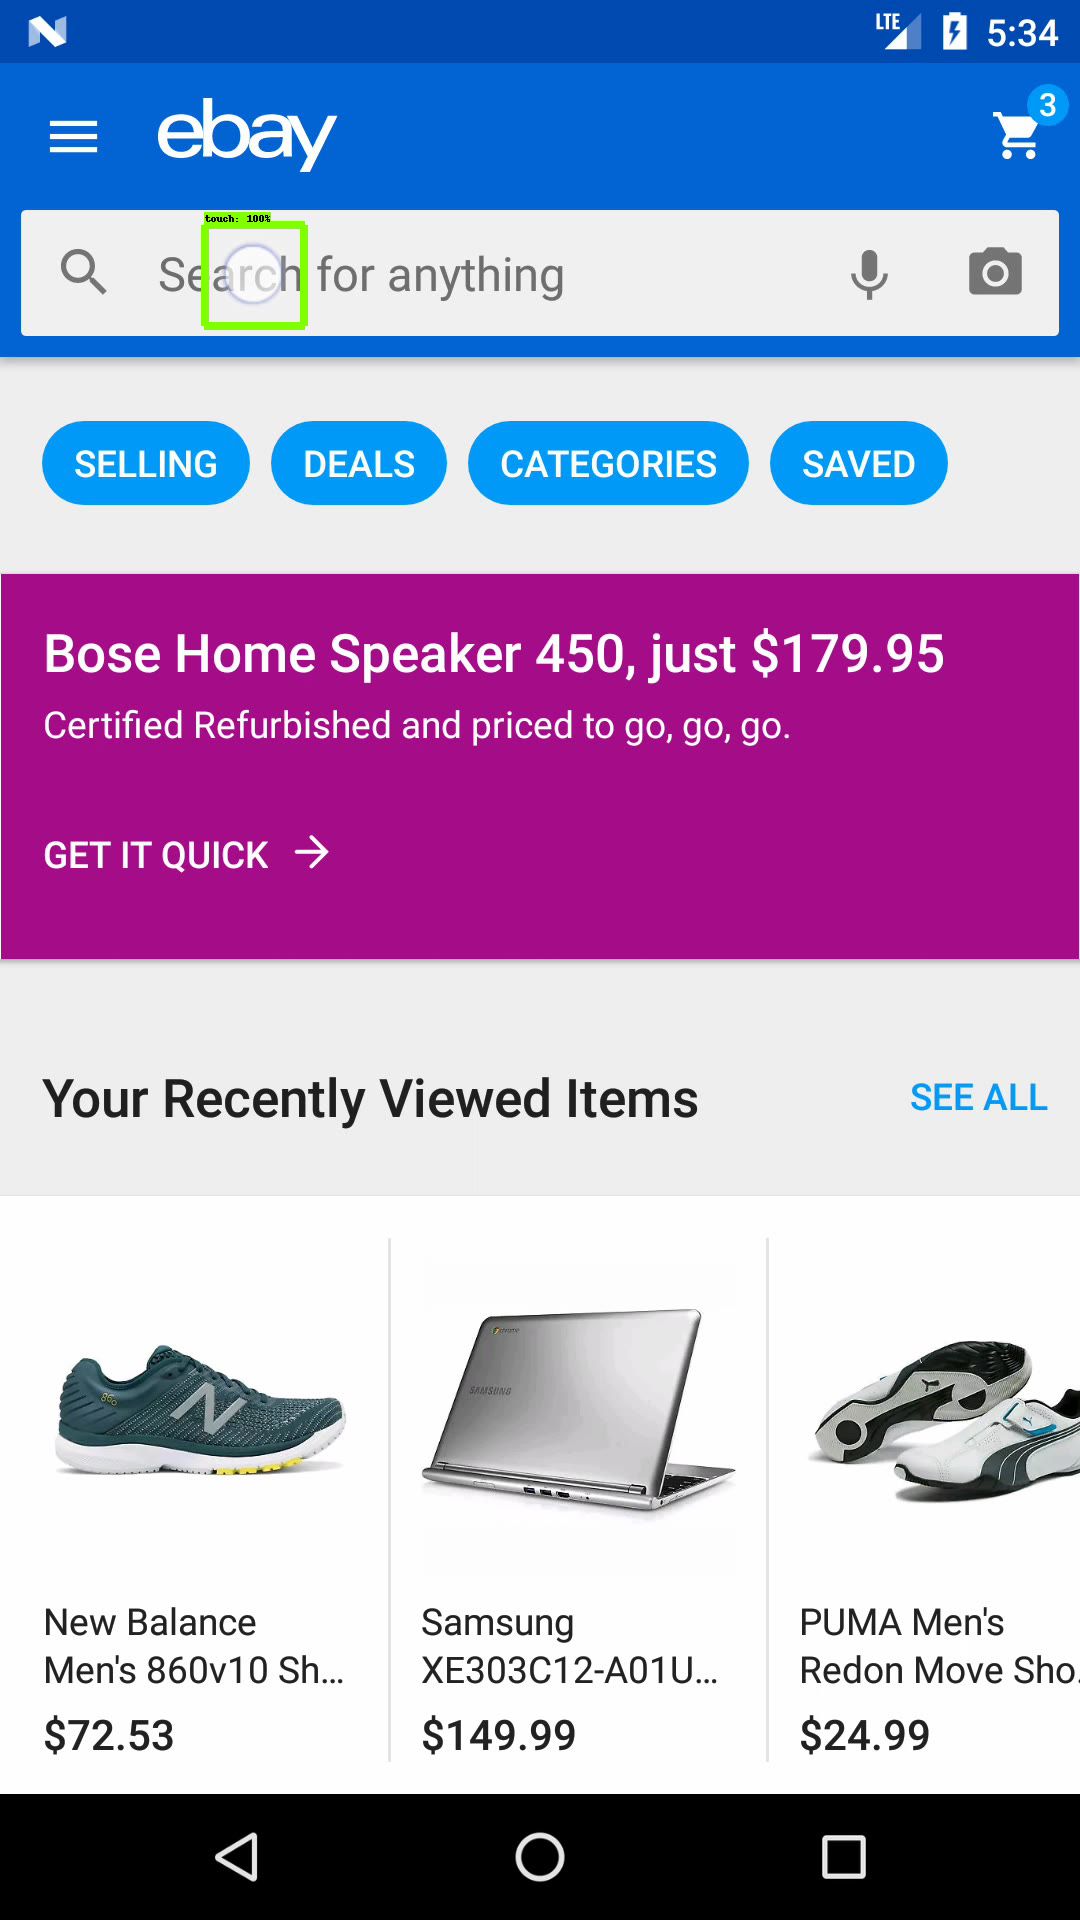 LTE 5:34
ebay 3
touch: 100%
Search for anything
SELLING DEALS CATEGORIES SAVED
Bose Home Speaker 450, just $179.95
Certified Refurbished and priced to go, go, go.
GET IT QUICK
Your Recently Viewed Items SEE ALL
860 N
chrome
SAMSUNG
New Balance
Men's 860v10 Sh...
$72.53
Samsung
XE303C12-A01U...
$149.99
PUMA Men's
Redon Move Sho.
$24.99